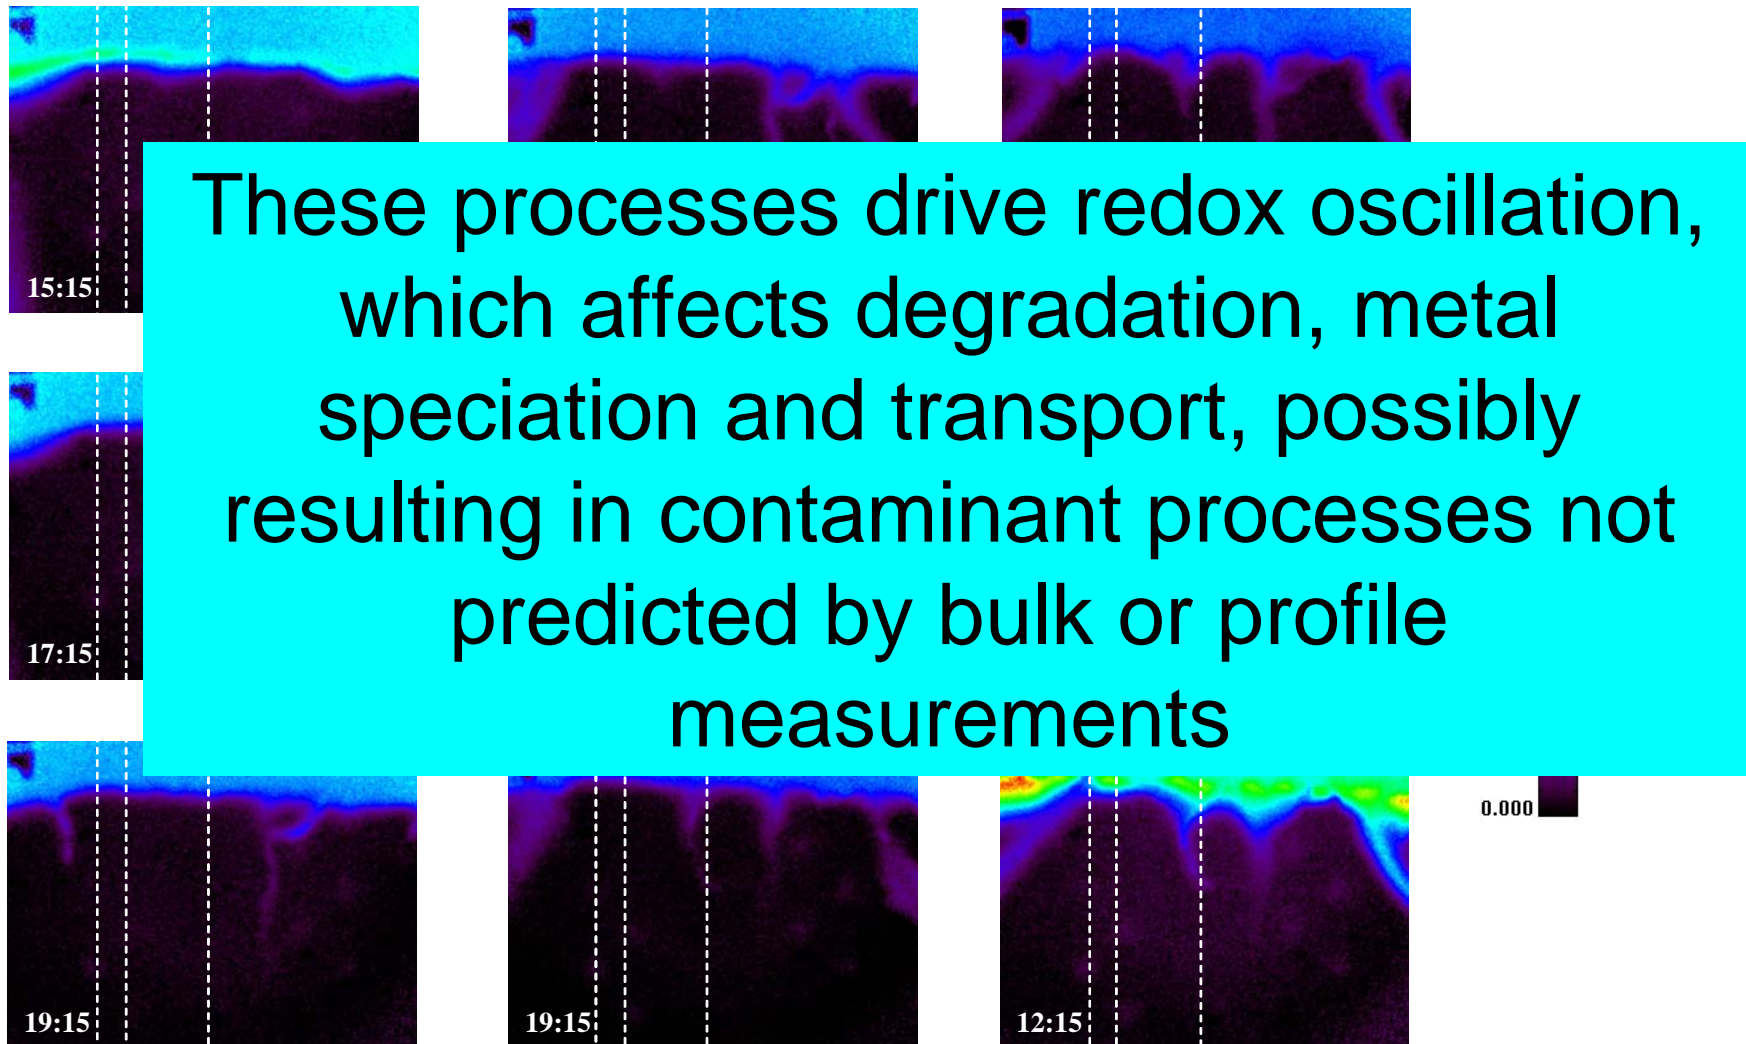 15:15
These processes drive redox oscillation,
which affects degradation, metal
speciation and transport, possibly
resulting in contaminant processes not
predicted by bulk or profile
measurements
17:15
0.000
19:15
19:15
12:15